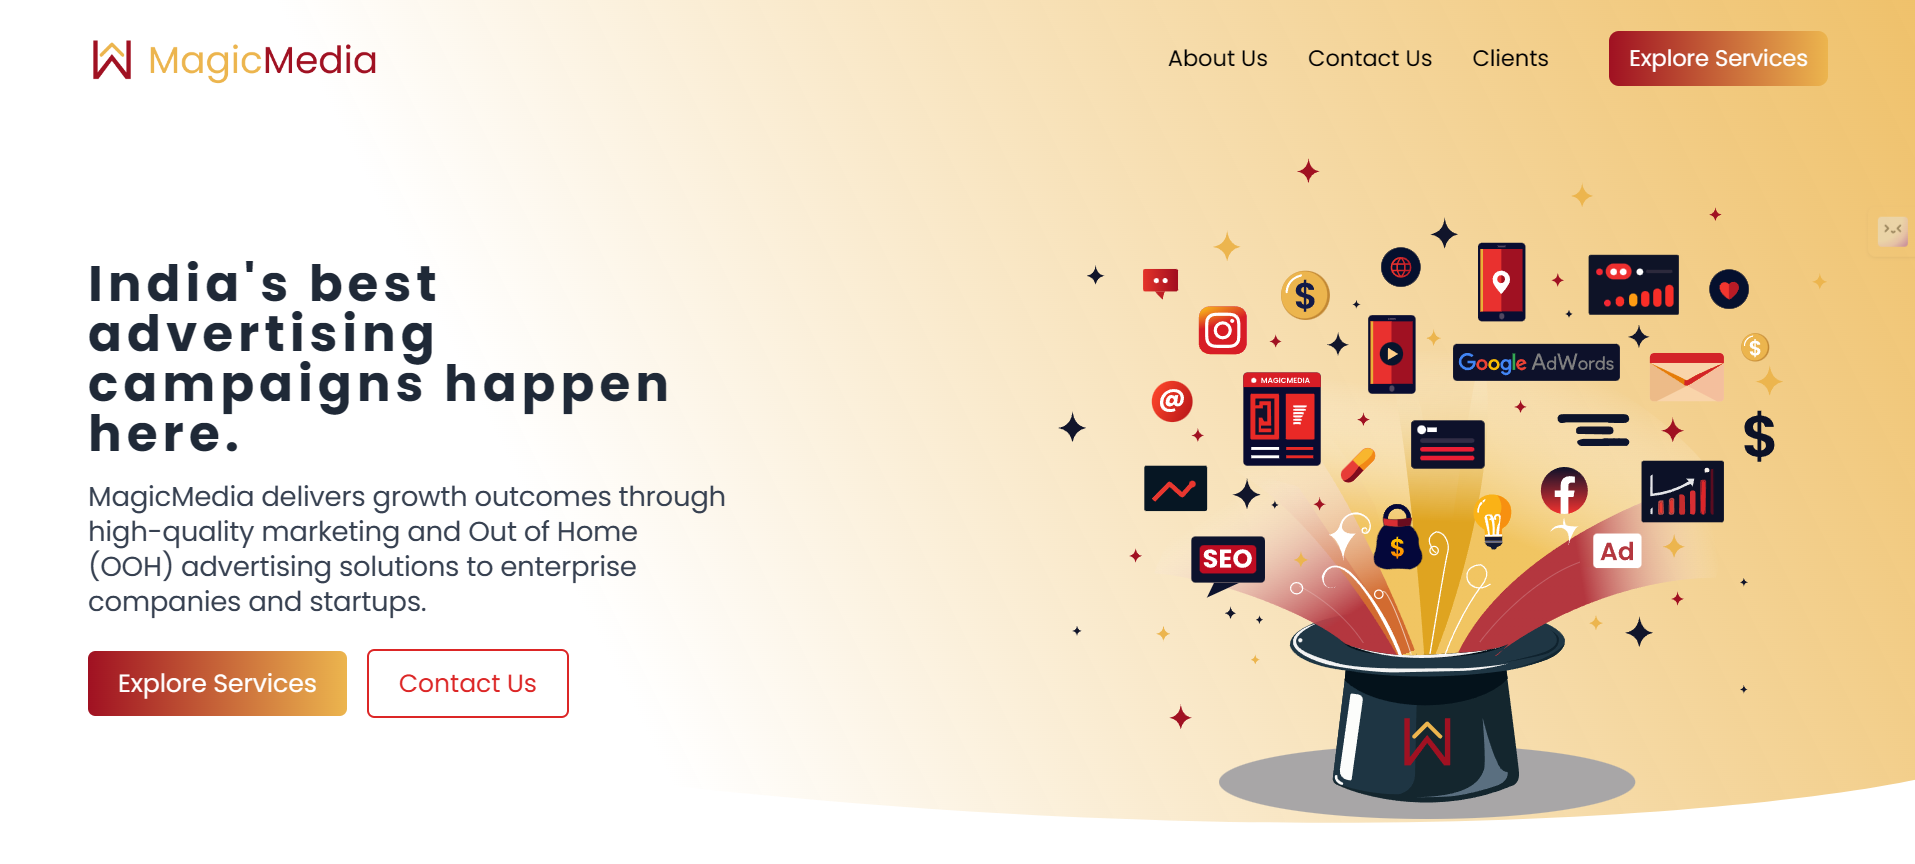 MagicMedia
About Us
Contact Us
Clients
Explore Services
India's best
advertising
campaigns happen
here.
MagicMedia delivers growth outcomes through
high-quality marketing and Out of Home
(OOH) advertising solutions to enterprise
companies and startups.
Explore Services
Contact Us
$
Google AdWords
$
MAGICMEDIA
@
$
$
SEO
Ad